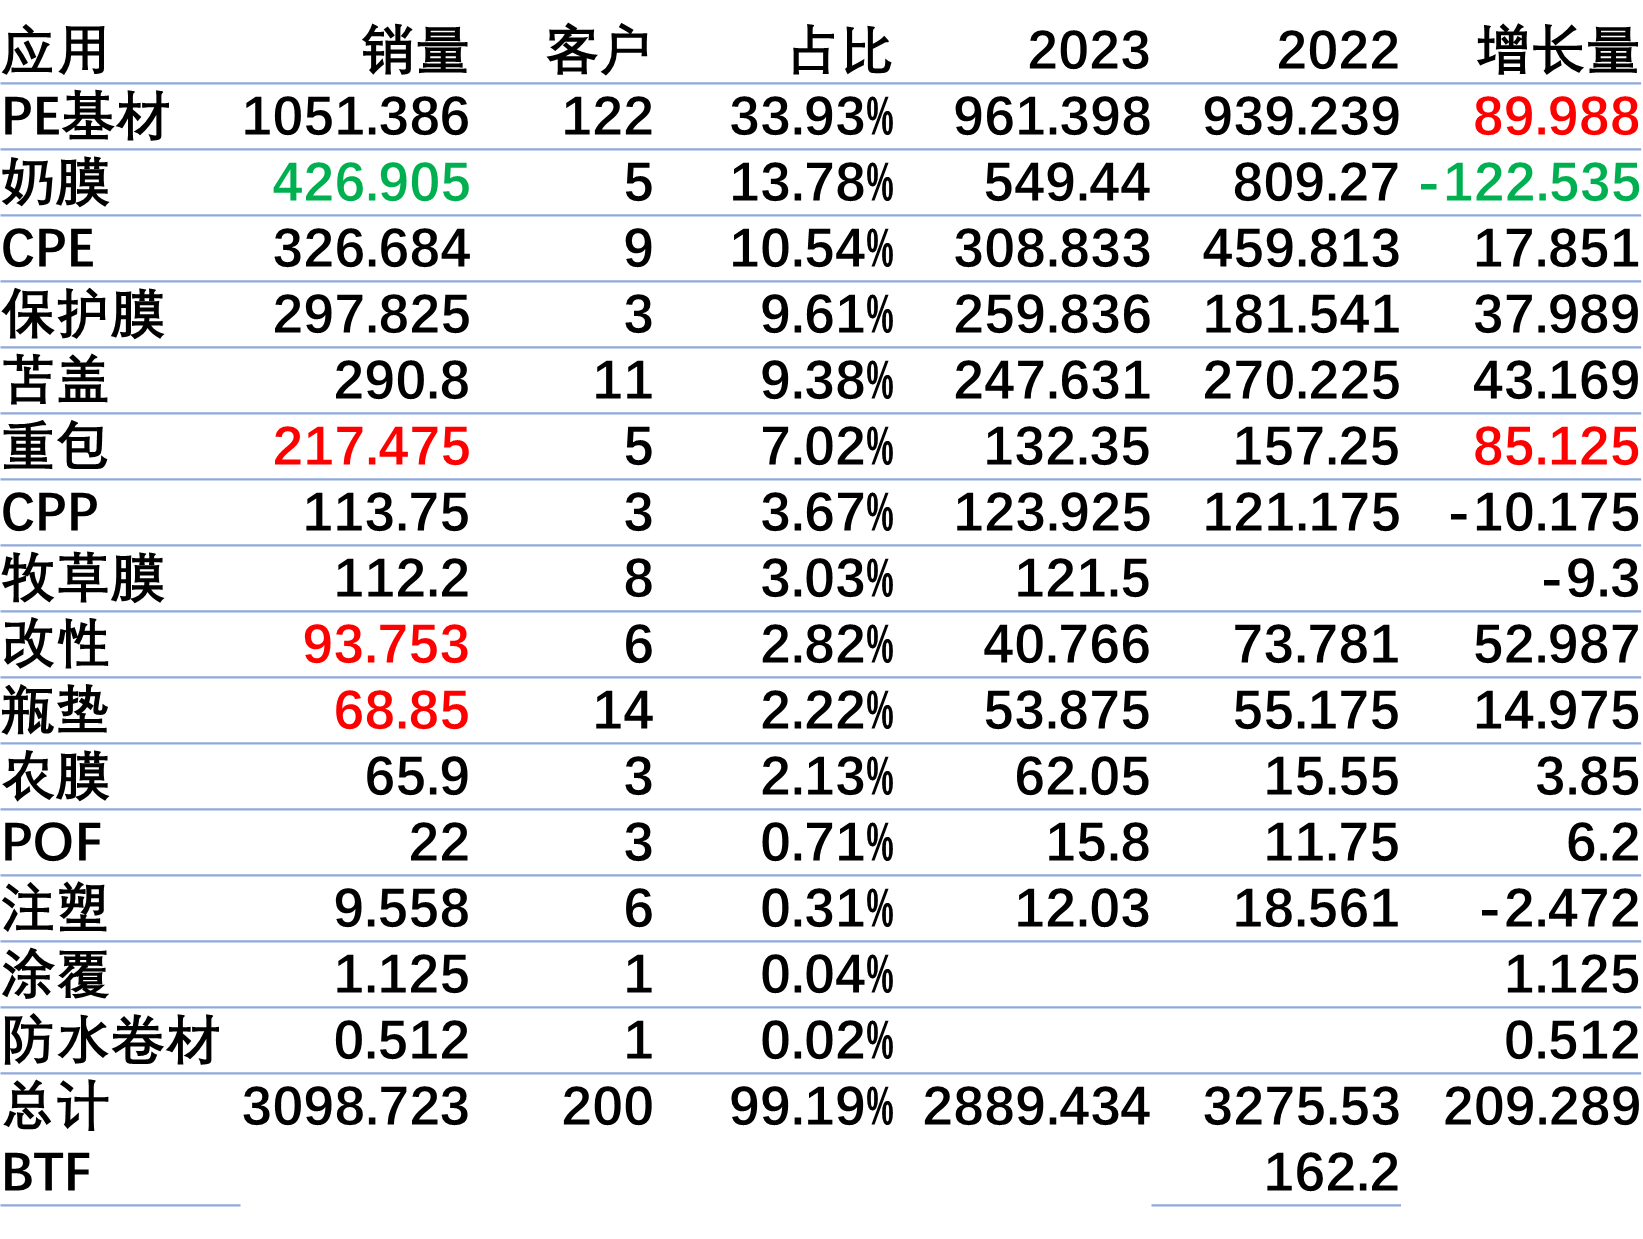 应用 销量 客户 占比 2023 2022 增长量
PE基材 1051.386 122 33.93% 961.398 939.239 89.988
奶膜 426.905 5 13.78% 549.44 809.27 -122.535
CPE 326.684 9 10.54% 308.833 459.813 17.851
保护膜 297.825 3 9.61% 259.836 181.541 37.989
苫盖 290.8 11 9.38% 247.631 270.225 43.169
重包 217.475 5 7.02% 132.35 157.25 85.125
CPP 113.75 3 3.67% 123.925 121.175 -10.175
牧草膜 112.2 8 3.03% 121.5 -9.3
改性 93.753 6 2.82% 40.766 73.781 52.987
瓶垫 68.85 14 2.22% 53.875 55.175 14.975
农膜 65.9 3 2.13% 62.05 15.55 3.85
POF 22 3 0.71% 15.8 11.75 6.2
注塑 9.558 6 0.31% 12.03 18.561 -2.472
涂覆 1.125 1 0.04% 1.125
防水卷材 0.512 1 0.02% 0.512
总计 3098.723 200 99.19% 2889.434 3275.53 209.289
BTF 162.2